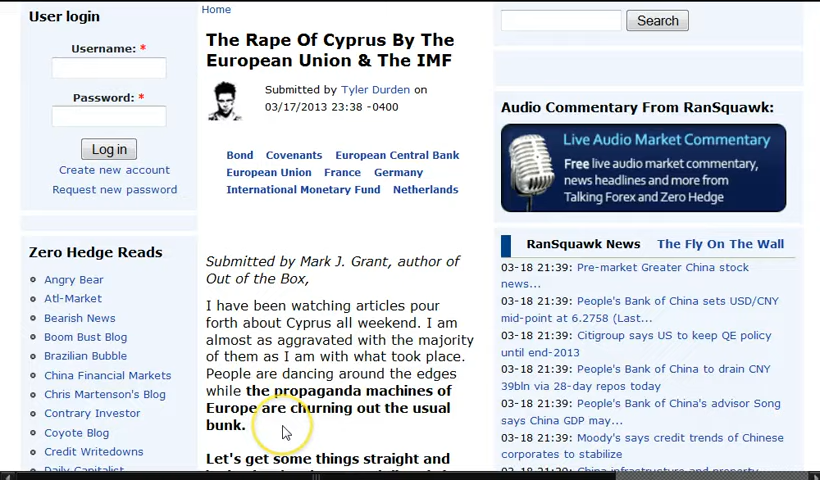 User login
Username: *
Password: *
Log in
Create new account
Request new password
Zero Hedge Reads
Angry Bear
Atl-Market
Bearish News
Boom Bust Blog
Brazilian Bubble
China Financial Markets
Chris Martenson's Blog
Contrary Investor
Coyote Blog
Credit Writedowns
Daily Capitalist
Home
The Rape Of Cyprus By The
European Union & The IMF
Submitted by Tyler Durden on
03/17/2013 23:38 -0400
Bond Covenants European Central Bank
European Union France Germany
International Monetary Fund Netherlands
Submitted by Mark J. Grant, author of
Out of the Box,
I have been watching articles pour
forth about Cyprus all weekend. I am
almost as aggravated with the majority
of them as I am with what took place.
People are dancing around the edges
while the propaganda machines of
Europe are churning out the usual
bunk.
Let's get some things straight and
Search
Audio Commentary From RanSquawk:
Live Audio Market Commentary
Free live audio market commentary,
news headlines and more from
Talking Forex and Zero Hedge
RanSquawk News The Fly On The Wall
03-18 21:39: Pre-market Greater China stock
news...
03-18 21:39: People's Bank of China sets USD/CNY
mid-point at 6.2758 (Last...
03-18 21:39: Citigroup says US to keep QE policy
until end-2013
03-18 21:39: People's Bank of China to drain CNY
39bln via 28-day repos today
03-18 21:39: People's Bank of China's advisor Song
says China GDP may...
03-18 21:39: Moody's says credit trends of Chinese
corporates to stabilize
03-18 21:39: China infrastructure and property